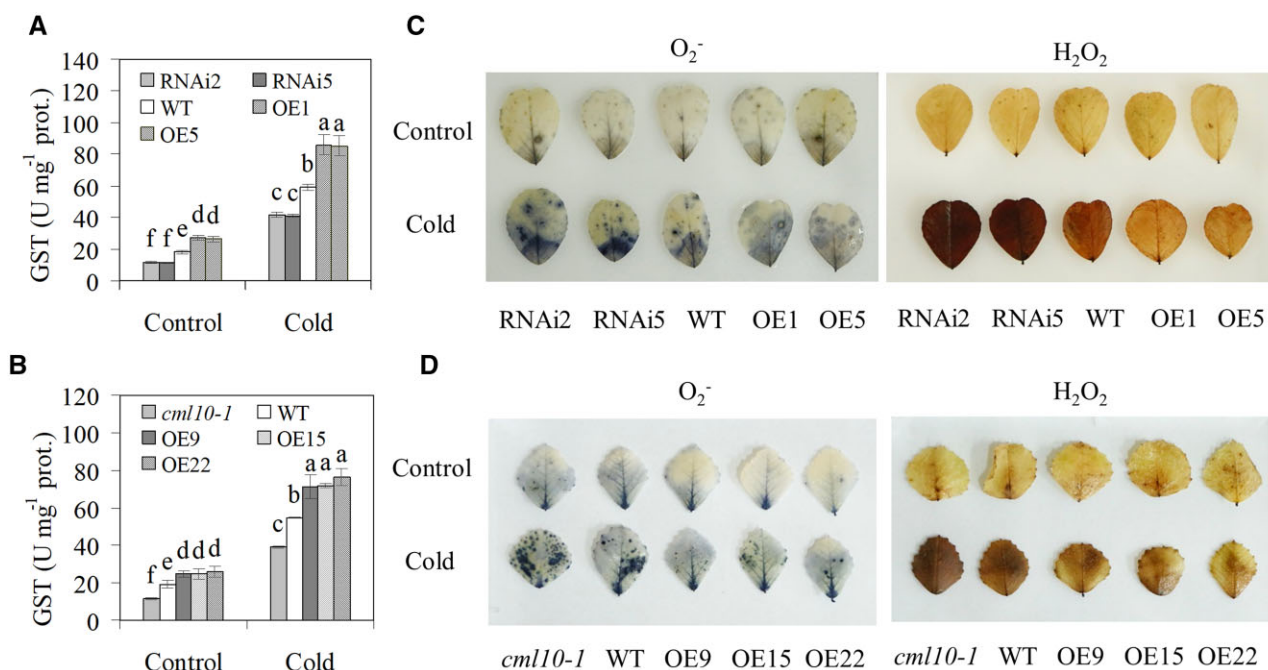 A
GST (U mg⁻¹ prot.)
140
120
100
80
60
40
20
0
RNAi2 RNAi5
WT OE1
OE5
f f e d d
c c b a a
Control Cold
B
GST (U mg⁻¹ prot.)
120
100
80
60
40
20
0
cml10-1 WT
OE9 OE15
OE22
f e d d d
c b a a a
Control Cold
C
O₂⁻ H₂O₂
Control
Cold
RNAi2 RNAi5 WT OE1 OE5 RNAi2 RNAi5 WT OE1 OE5
D
O₂⁻ H₂O₂
Control
Cold
cml10-1 WT OE9 OE15 OE22 cml10-1 WT OE9 OE15 OE22